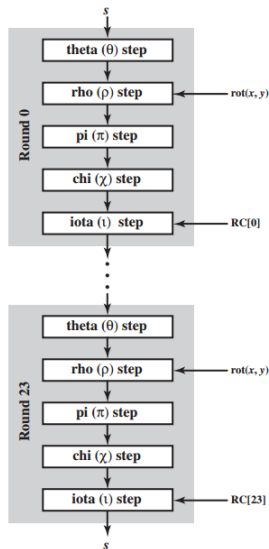 s
theta (θ) step
rho (ρ) step
rot(x, y)
pi (π) step
chi (χ) step
iota (ι) step
RC[0]
Round 0
theta (θ) step
rho (ρ) step
rot(x, y)
pi (π) step
chi (χ) step
iota (ι) step
RC[23]
Round 23
s